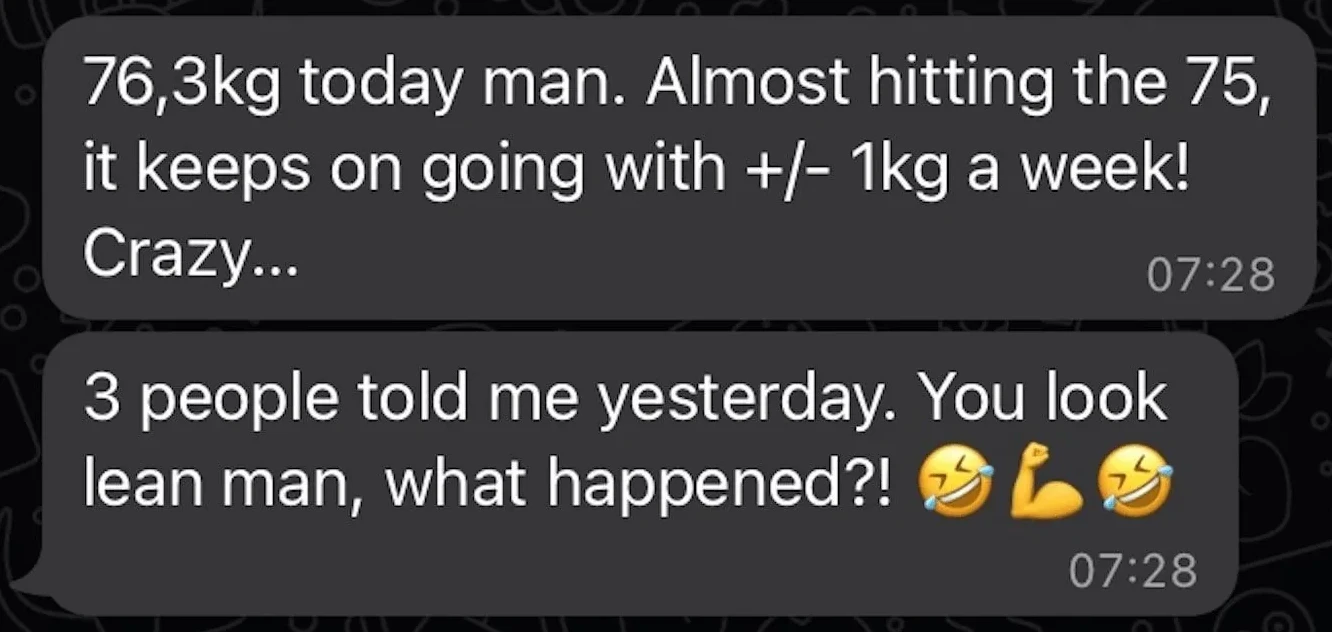 76,3kg today man. Almost hitting the 75,
it keeps on going with +/- 1kg a week!
Crazy...
07:28
3 people told me yesterday. You look
lean man, what happened?! 🤣💪🤣
07:28